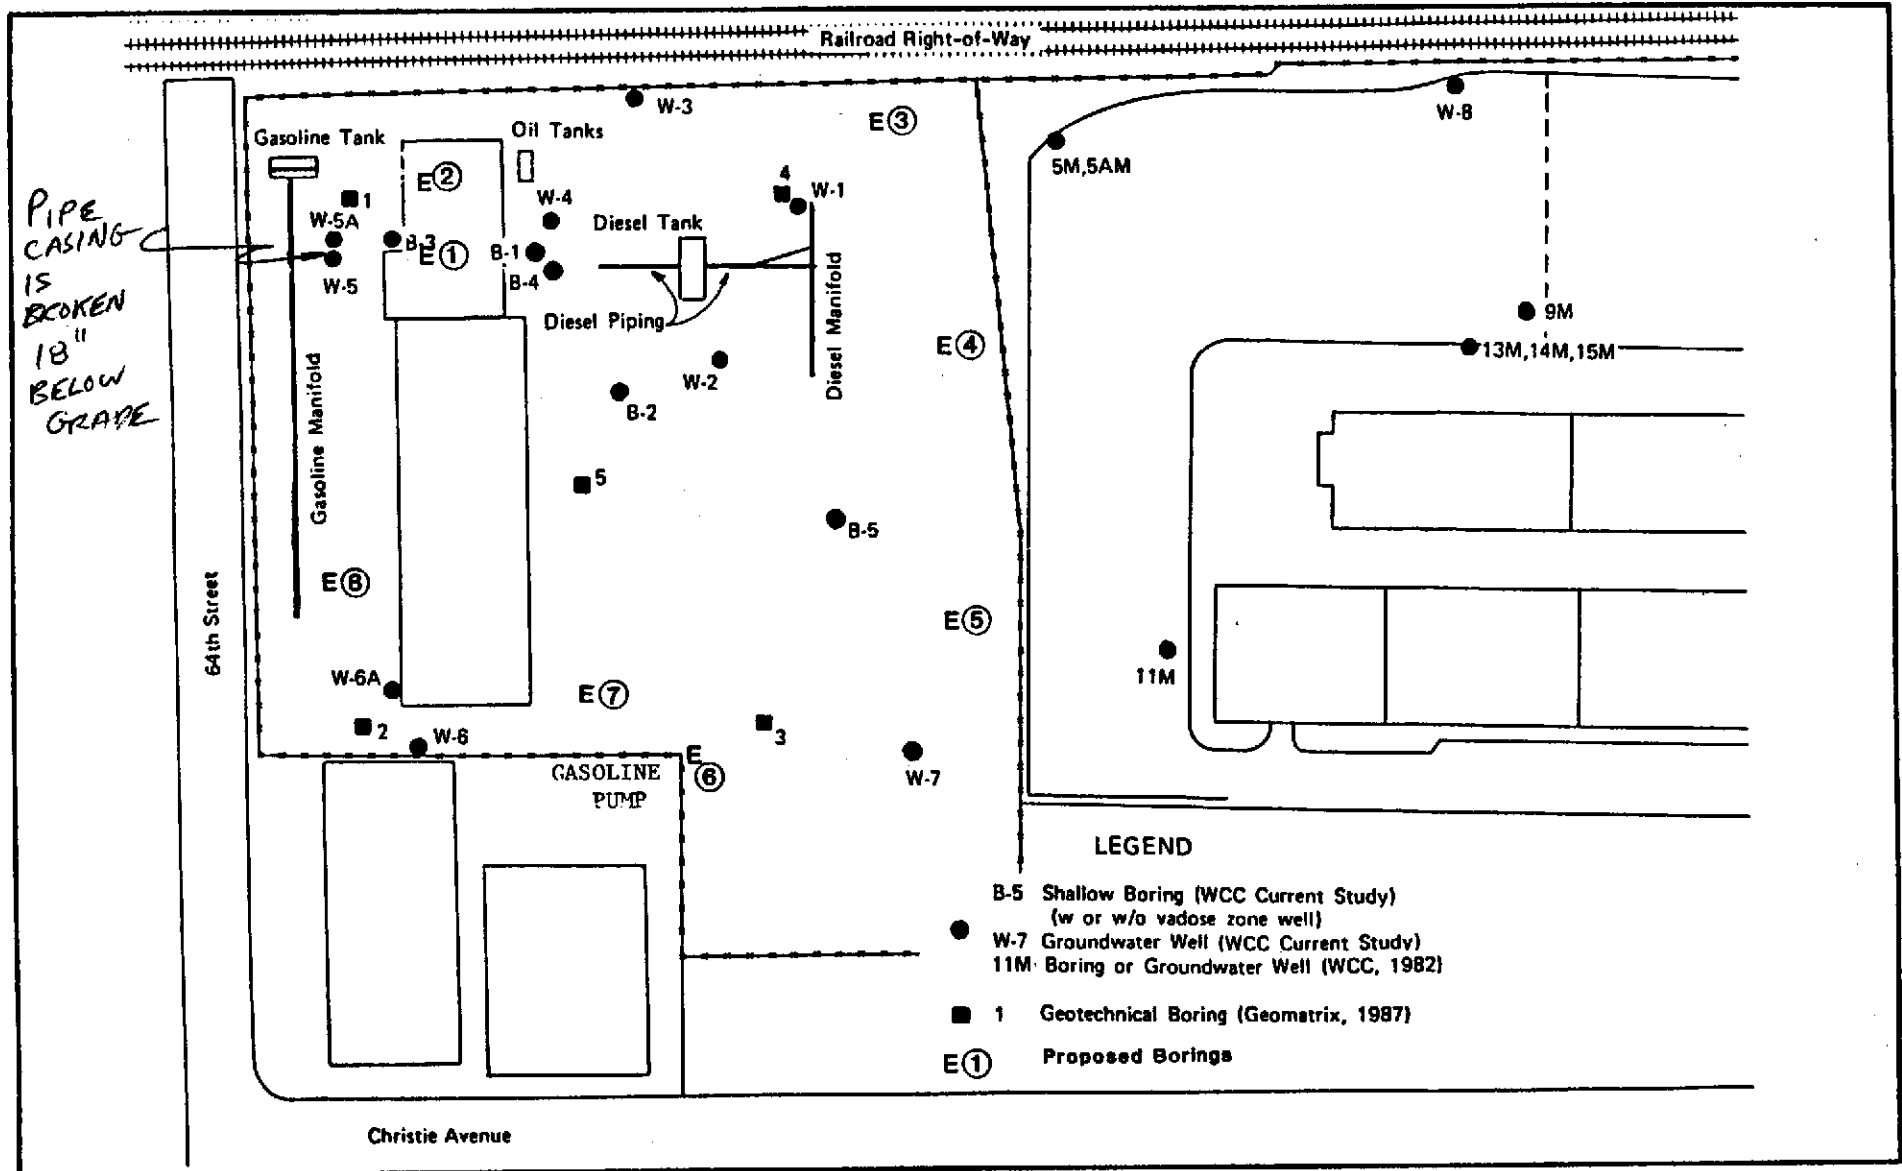 Railroad Right-of-Way
W-3
E③
W-8
Gasoline Tank
Oil Tanks
5M,5AM
E②
4
W-1
1
W-4
W-5A
Diesel Tank
PIPE
CASING
IS
BROKEN
18"
BELOW
GRADE
B-3
E①
B-1
B-4
W-5
Diesel Piping
Diesel Manifold
9M
E④
13M,14M,15M
W-2
B-2
Gasoline Manifold
5
B-5
E⑧
64th Street
E⑤
11M
W-6A
E⑦
2
W-6
3
W-7
E⑥
GASOLINE
PUMP
LEGEND
B-5 Shallow Boring (WCC Current Study)
(w or w/o vadose zone well)
W-7 Groundwater Well (WCC Current Study)
11M Boring or Groundwater Well (WCC, 1982)
1 Geotechnical Boring (Geomatrix, 1987)
E① Proposed Borings
Christie Avenue